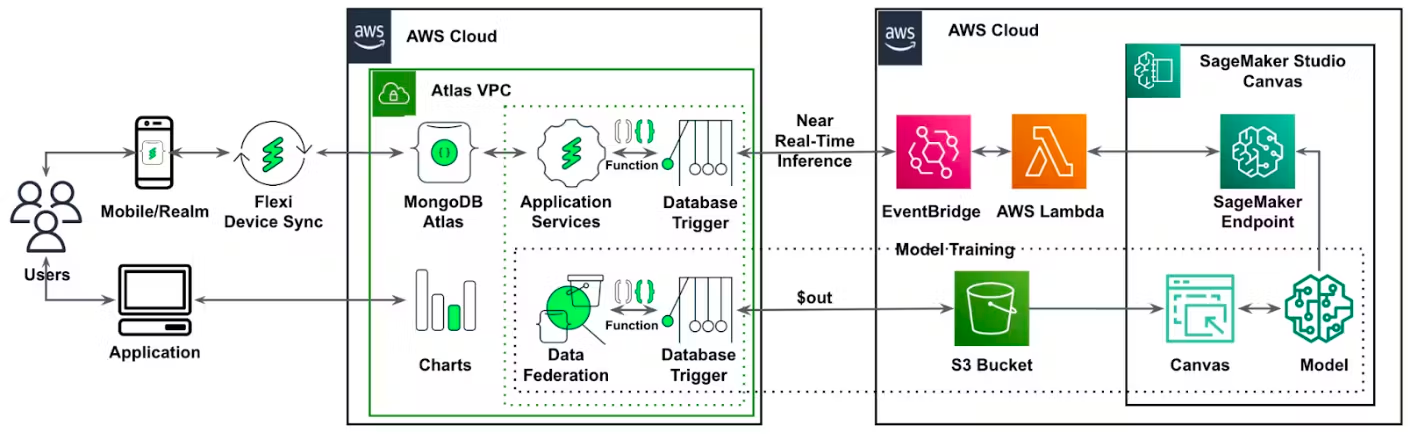 aws
AWS Cloud
aws
AWS Cloud
SageMaker Studio
Canvas
Atlas VPC
{ }
{ }
Function
{ }
Near
Real-Time
Inference
Mobile/Realm
Flexi
Device Sync
MongoDB
Atlas
Application
Services
Database
Trigger
EventBridge
AWS Lambda
SageMaker
Endpoint
Users
Model Training
{ }
{ }
Function
$out
Application
Charts
Data
Federation
Database
Trigger
S3 Bucket
Canvas
Model